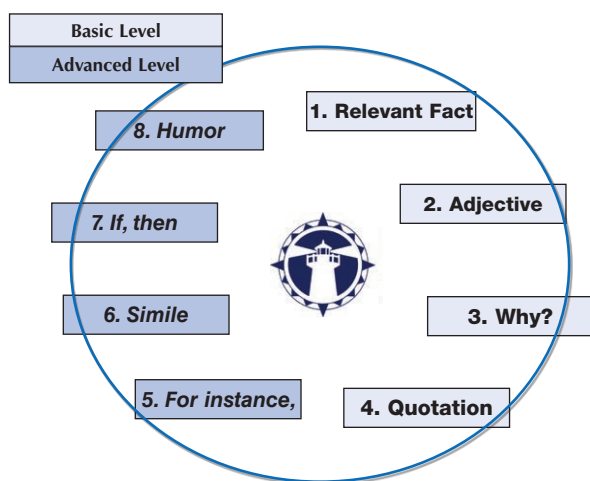 Basic Level
Advanced Level
1. Relevant Fact
2. Adjective
3. Why?
4. Quotation
5. For instance,
6. Simile
7. If, then
8. Humor